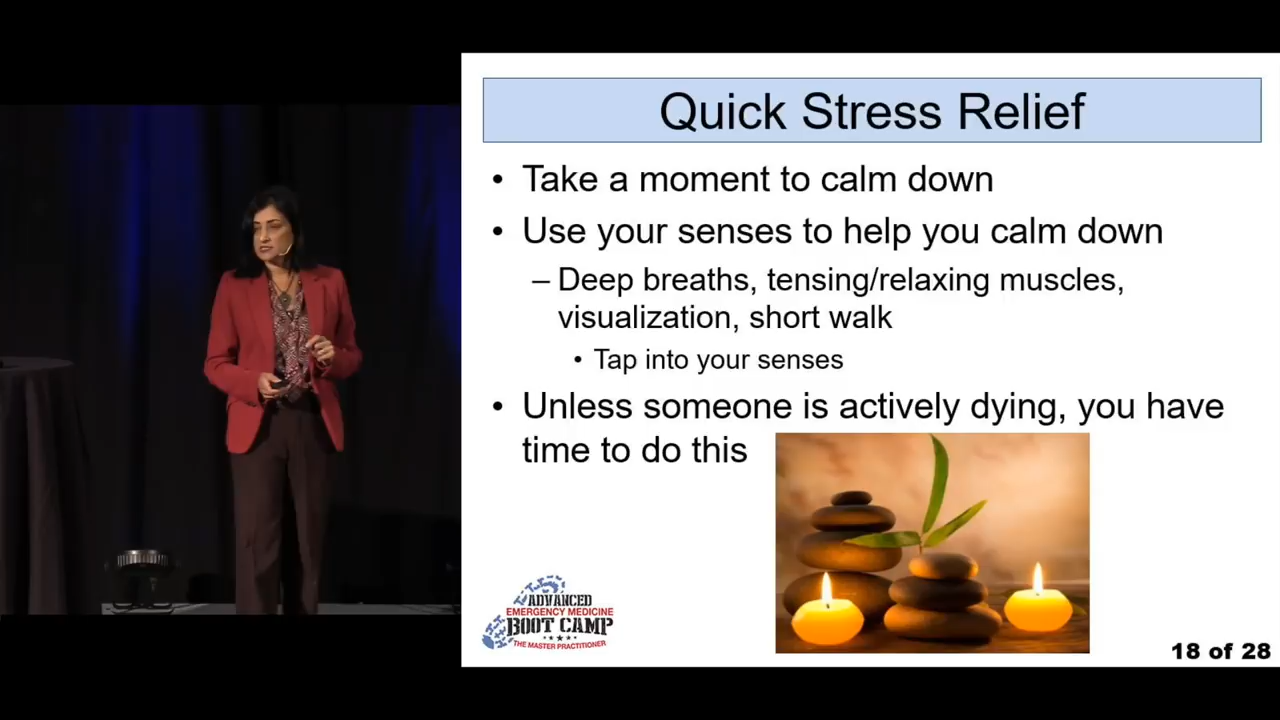 Quick Stress Relief
• Take a moment to calm down
• Use your senses to help you calm down
– Deep breaths, tensing/relaxing muscles,
visualization, short walk
• Tap into your senses
• Unless someone is actively dying, you have
time to do this
ADVANCED
EMERGENCY MEDICINE
BOOT CAMP
THE MASTER PRACTITIONER
18 of 28